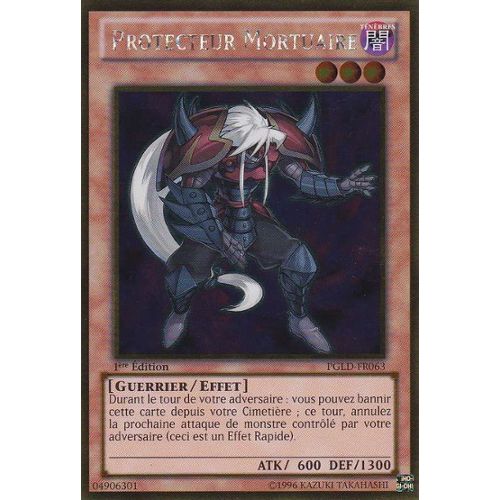 PROTECTEUR MORTUAIRE
TÉNÈBRES
闇
1ère Édition
PGLD-FR063
[GUERRIER/EFFET]
Durant le tour de votre adversaire : vous pouvez bannir
cette carte depuis votre Cimetière ; ce tour, annulez
la prochaine attaque de monstre contrôlé par votre
adversaire (ceci est un Effet Rapide).
ATK/ 600 DEF/1300
04906301
©1996 KAZUKI TAKAHASHI